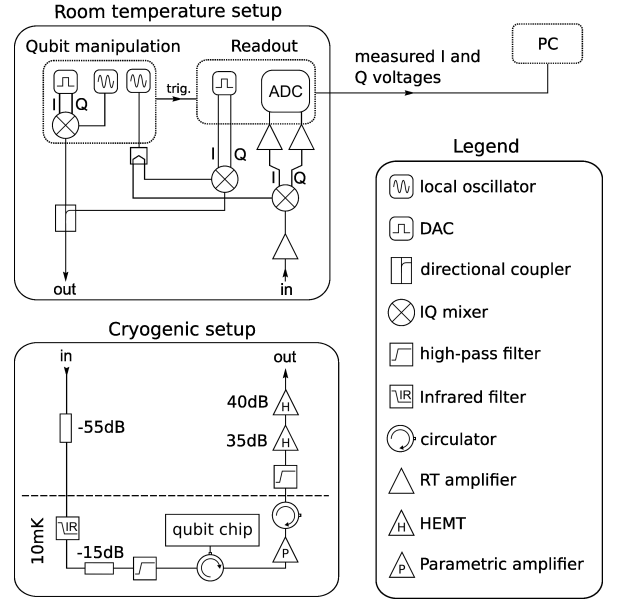 Room temperature setup
Qubit manipulation
Readout
I
Q
trig.
ADC
measured I and
Q voltages
PC
I
Q
I
Q
out
in
Legend
local oscillator
DAC
directional coupler
IQ mixer
high-pass filter
IR
Infrared filter
circulator
RT amplifier
H
HEMT
P
Parametric amplifier
Cryogenic setup
in
out
40dB
H
-55dB
35dB
H
10mK
IR
qubit chip
-15dB
P